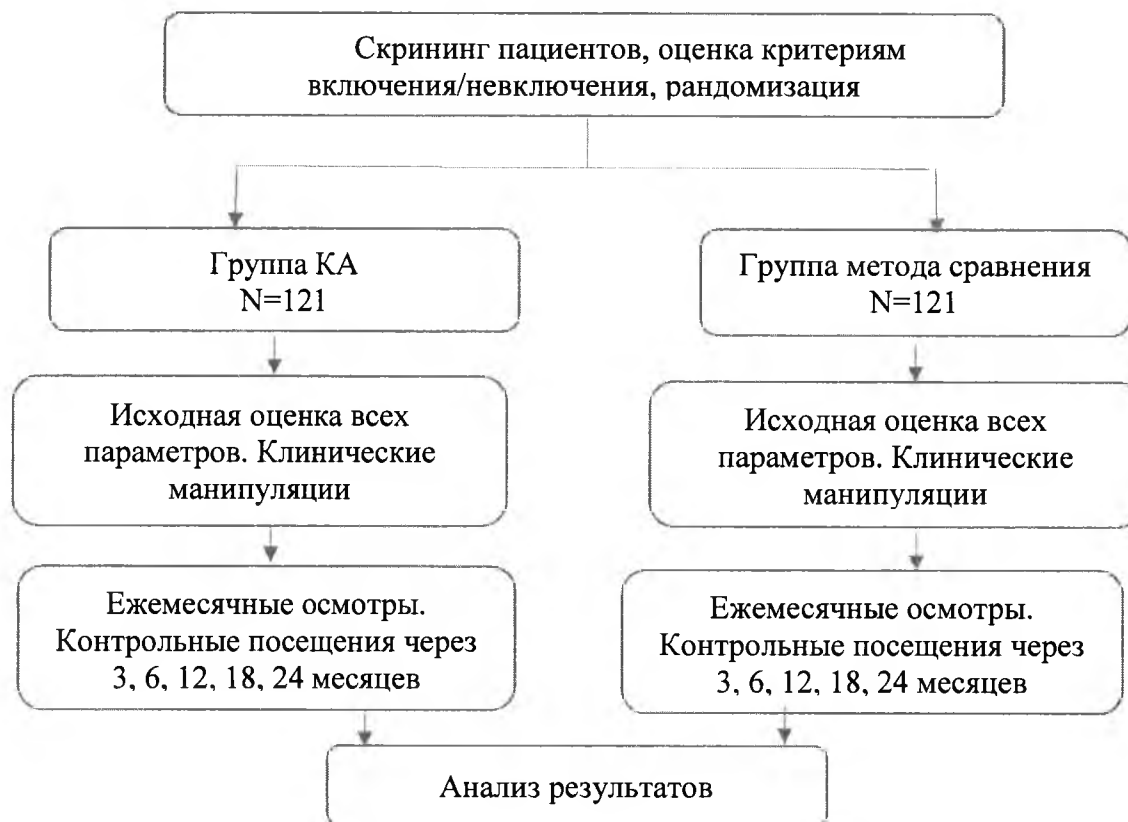 Скрининг пациентов, оценка критериям
включения/невключения, рандомизация
Группа КА
N=121
Группа метода сравнения
N=121
Исходная оценка всех
параметров. Клинические
манипуляции
Исходная оценка всех
параметров. Клинические
манипуляции
Ежемесячные осмотры.
Контрольные посещения через
3, 6, 12, 18, 24 месяцев
Ежемесячные осмотры.
Контрольные посещения через
3, 6, 12, 18, 24 месяцев
Анализ результатов